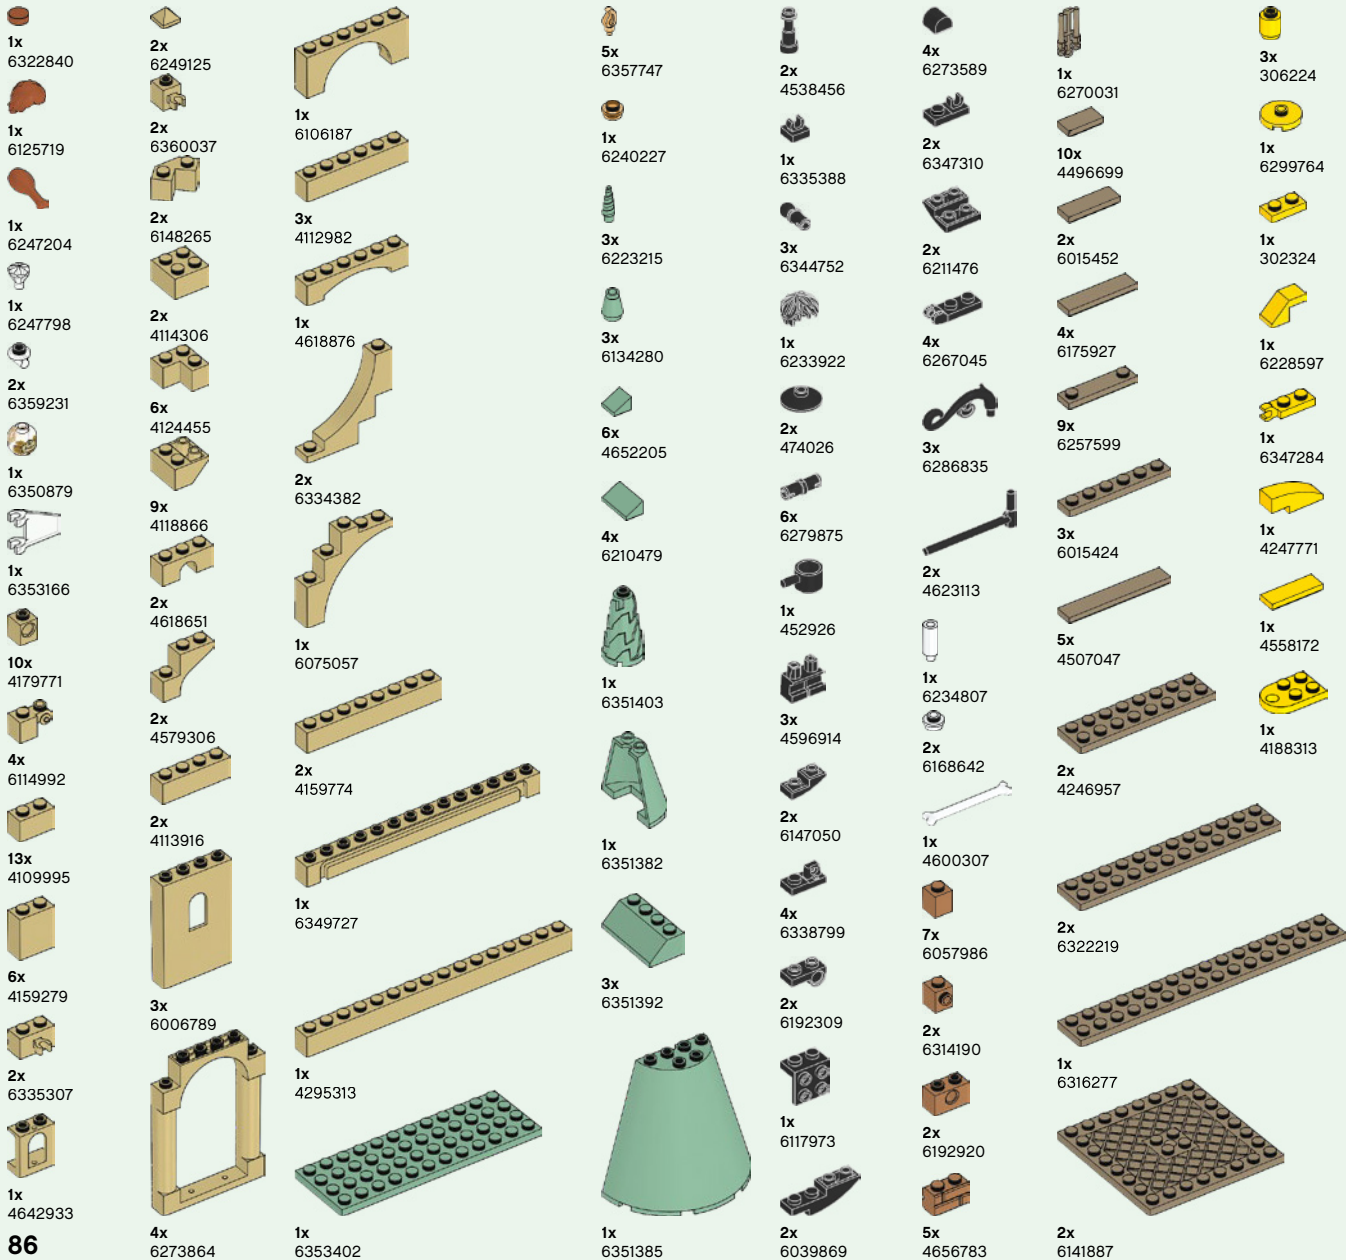 1x
6322840
1x
6125719
1x
6247204
1x
6247798
2x
6359231
1x
6350879
1x
6353166
10x
4179771
4x
6114992
13x
4109995
6x
4159279
2x
6335307
1x
4642933
86
2x
6249125
2x
6360037
2x
6148265
2x
4114306
6x
4124455
9x
4118866
2x
4618651
2x
4579306
2x
4113916
3x
6006789
4x
6273864
1x
6106187
3x
4112982
1x
4618876
2x
6334382
1x
6075057
2x
4159774
1x
6349727
1x
4295313
1x
6353402
5x
6357747
1x
6240227
3x
6223215
3x
6134280
6x
4652205
4x
6210479
1x
6351403
1x
6351382
3x
6351392
1x
6351385
2x
4538456
1x
6335388
3x
6344752
1x
6233922
2x
474026
6x
6279875
1x
452926
3x
4596914
2x
6147050
4x
6338799
2x
6192309
1x
6117973
2x
6039869
4x
6273589
2x
6347310
2x
6211476
4x
6267045
3x
6286835
2x
4623113
1x
6234807
2x
6168642
1x
4600307
7x
6057986
2x
6314190
2x
6192920
5x
4656783
1x
6270031
10x
4496699
2x
6015452
4x
6175927
9x
6257599
3x
6015424
5x
4507047
2x
4246957
2x
6322219
1x
6316277
2x
6141887
3x
306224
1x
6299764
1x
302324
1x
6228597
1x
6347284
1x
4247771
1x
4558172
1x
4188313